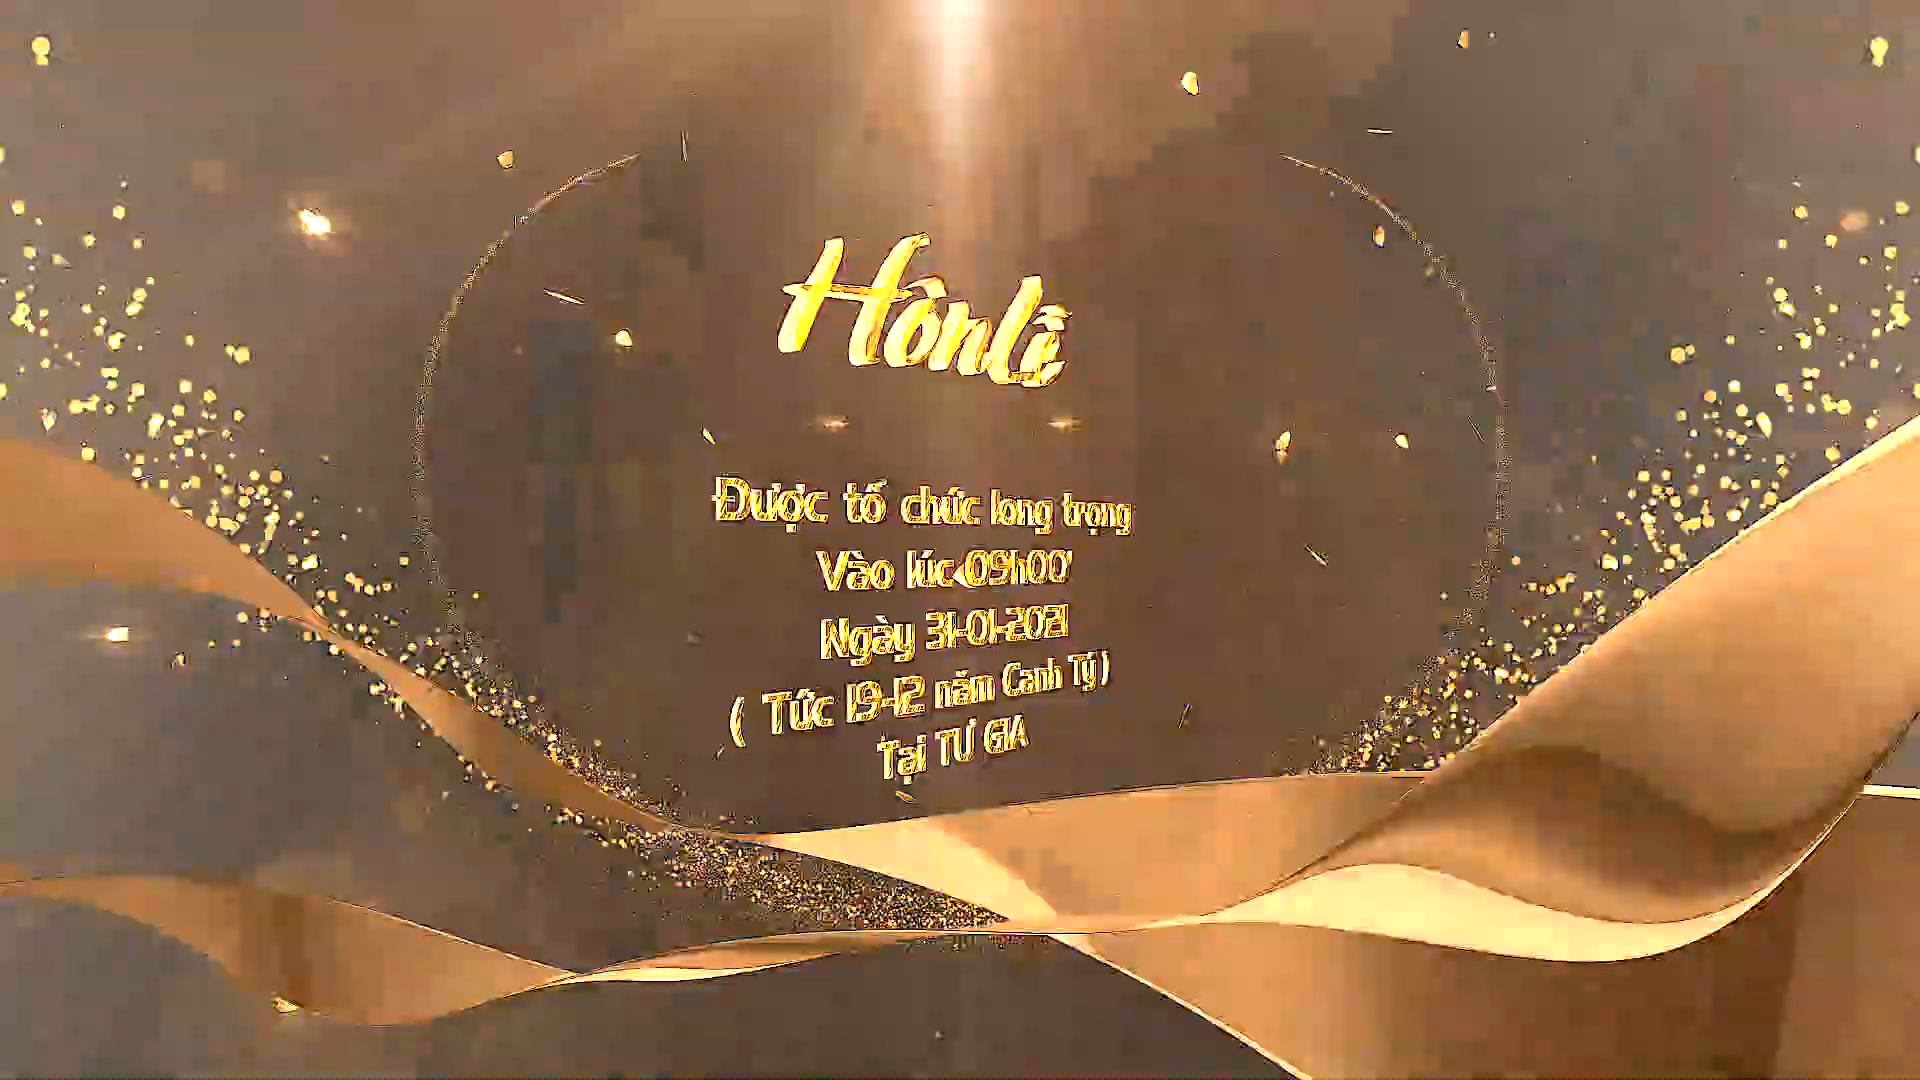 Hôn lễ
Được tổ chức long trọng
Vào lúc 09h00'
Ngày 31-01-2021
( Tức 19-12 năm Canh Tý )
Tại TƯ GIA